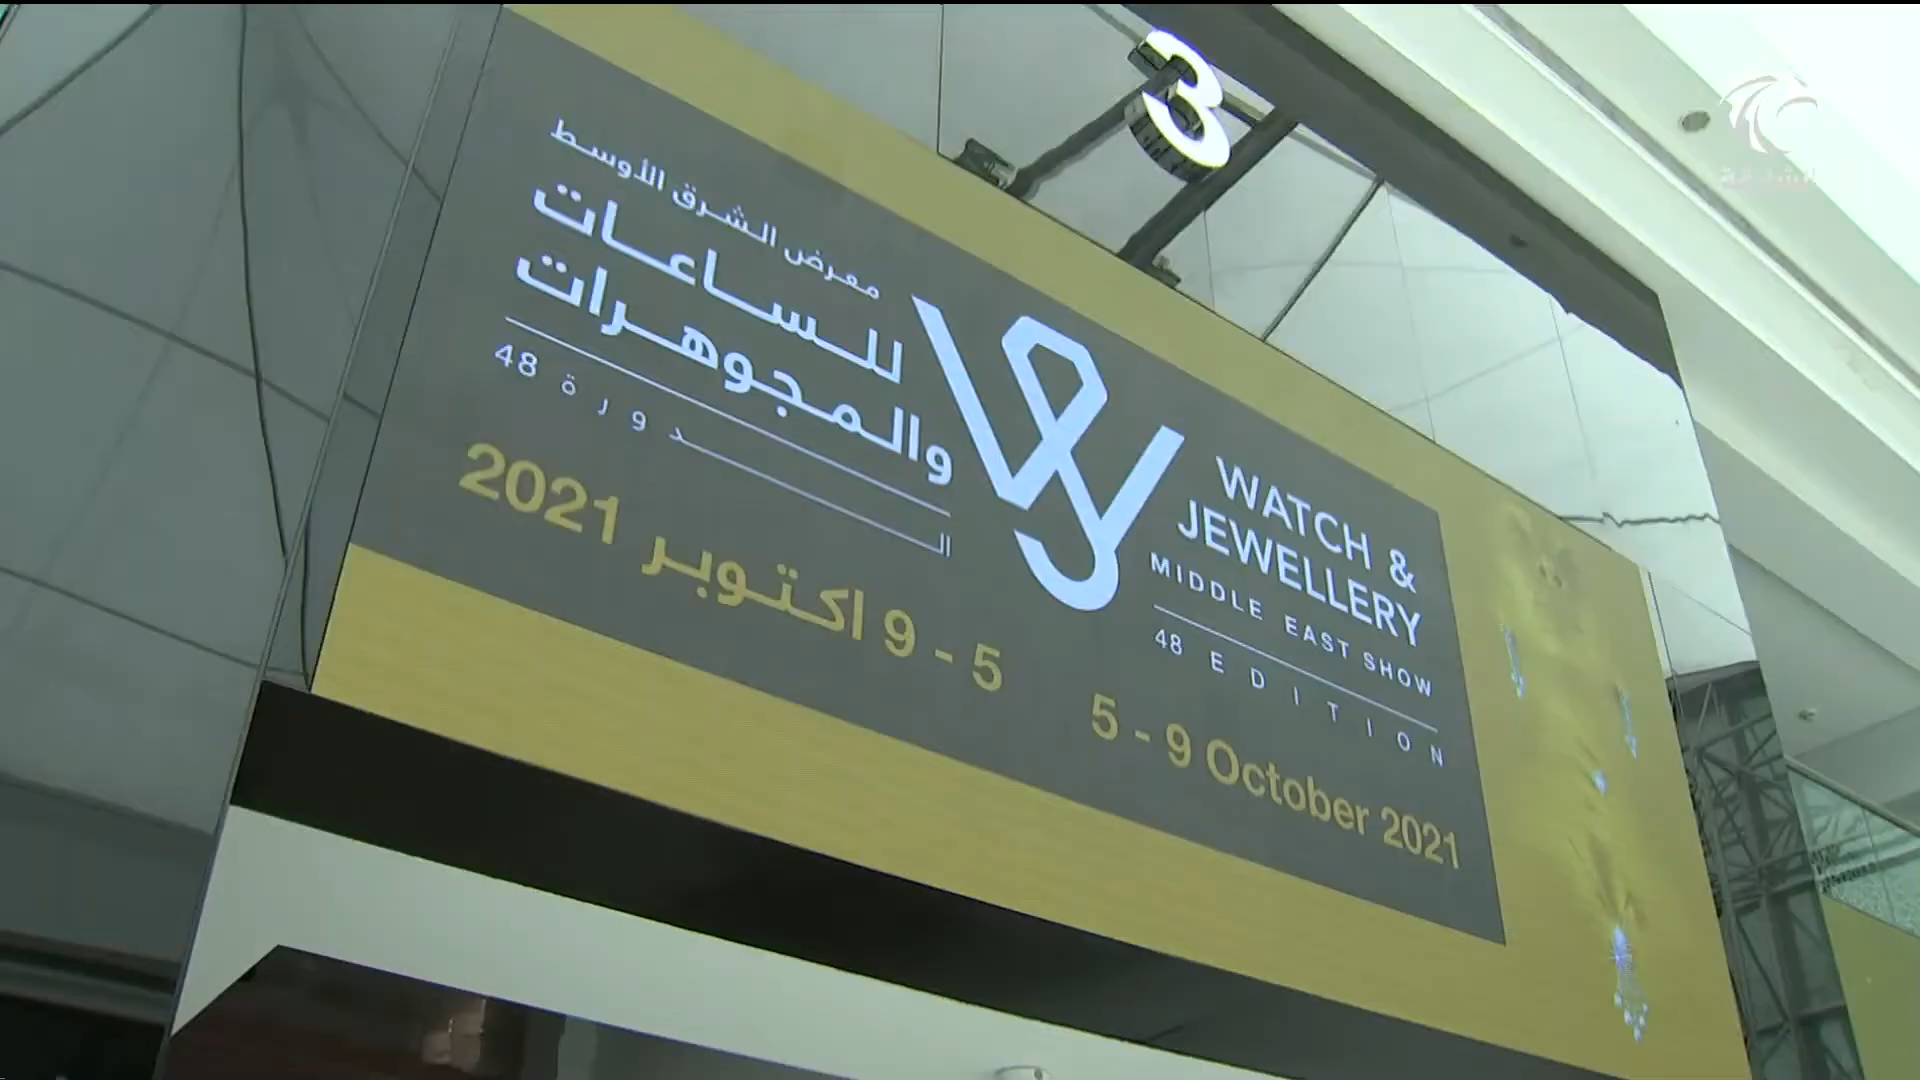 3
الشارقة
معرض الشرق الأوسط
للساعات
والمجوهرات
الدورة 48
5 - 9 اكتوبر 2021
WATCH &
JEWELLERY
MIDDLE EAST SHOW
48 EDITION
5 - 9 October 2021